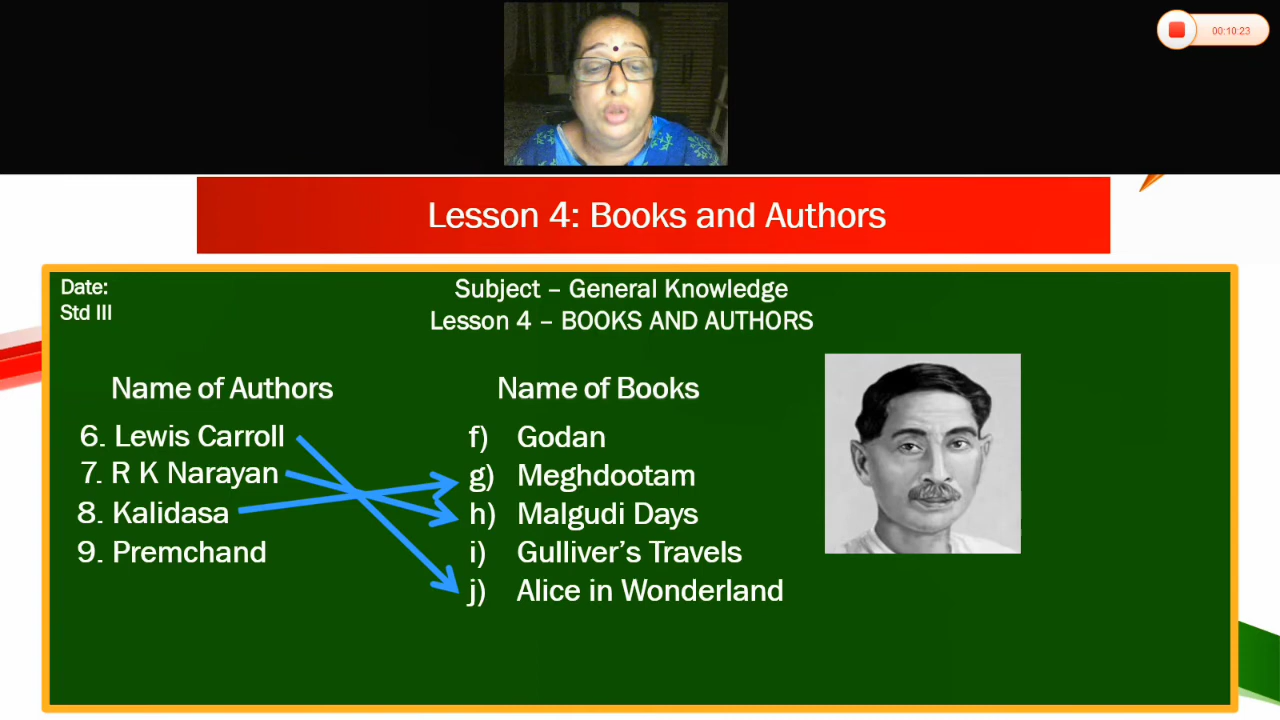 00:10:23
Lesson 4: Books and Authors
Date:
Std III
Subject – General Knowledge
Lesson 4 – BOOKS AND AUTHORS
Name of Authors
6. Lewis Carroll
7. R K Narayan
8. Kalidasa
9. Premchand
Name of Books
f) Godan
g) Meghdootam
h) Malgudi Days
i) Gulliver’s Travels
j) Alice in Wonderland